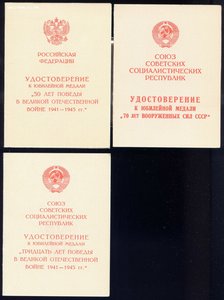 РОССИЙСКАЯ
ФЕДЕРАЦИЯ
УДОСТОВЕРЕНИЕ
К ЮБИЛЕЙНОЙ МЕДАЛИ
"50 ЛЕТ ПОБЕДЫ
В ВЕЛИКОЙ ОТЕЧЕСТВЕННОЙ
ВОЙНЕ 1941—1945 гг."
СОЮЗ
СОВЕТСКИХ
СОЦИАЛИСТИЧЕСКИХ
РЕСПУБЛИК
УДОСТОВЕРЕНИЕ
К ЮБИЛЕЙНОЙ МЕДАЛИ
"70 ЛЕТ ВООРУЖЕННЫХ СИЛ СССР"
СОЮЗ
СОВЕТСКИХ
СОЦИАЛИСТИЧЕСКИХ
РЕСПУБЛИК
УДОСТОВЕРЕНИЕ
К ЮБИЛЕЙНОЙ МЕДАЛИ
"ТРИДЦАТЬ ЛЕТ ПОБЕДЫ
В ВЕЛИКОЙ ОТЕЧЕСТВЕННОЙ
ВОЙНЕ 1941—1945 гг."